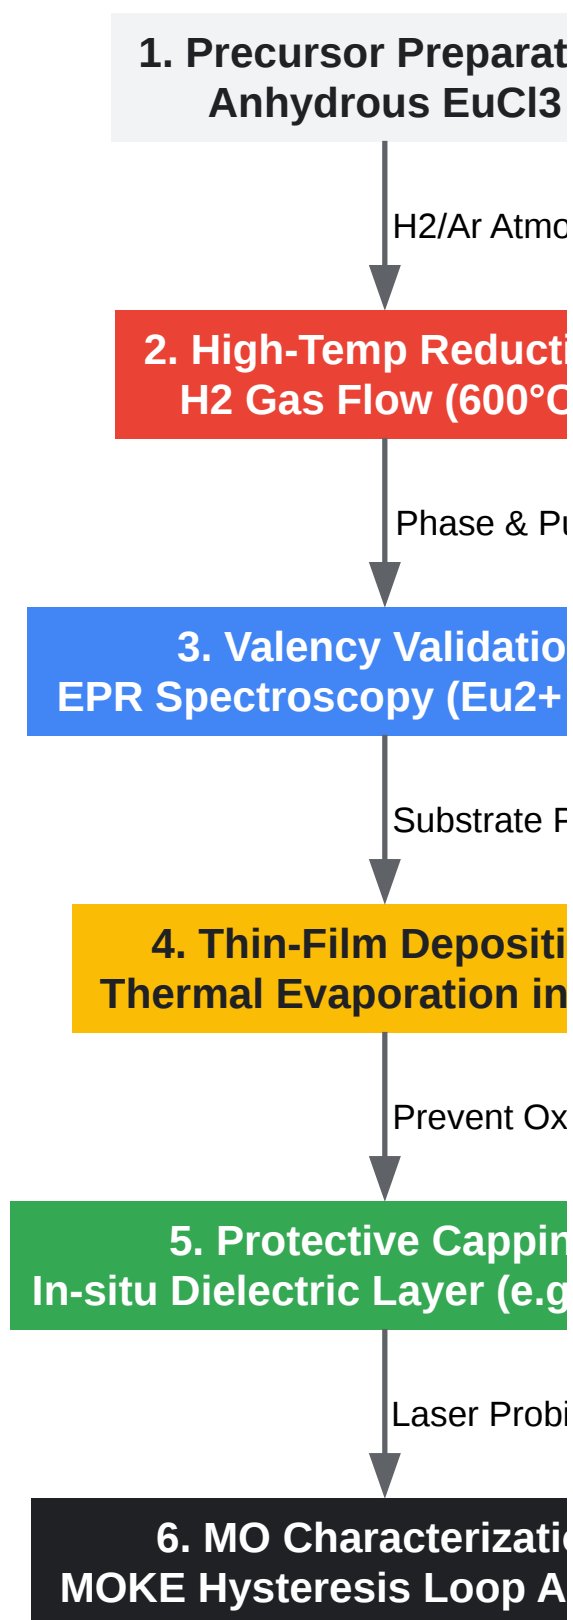 1. Precursor Preparat
Anhydrous EuCl3
H2/Ar Atmo
2. High-Temp Reducti
H2 Gas Flow (600°C
Phase & Pu
3. Valency Validatio
EPR Spectroscopy (Eu2+
Substrate P
4. Thin-Film Depositi
Thermal Evaporation in
Prevent Ox
5. Protective Cappin
In-situ Dielectric Layer (e.g
Laser Probi
6. MO Characterizatio
MOKE Hysteresis Loop A